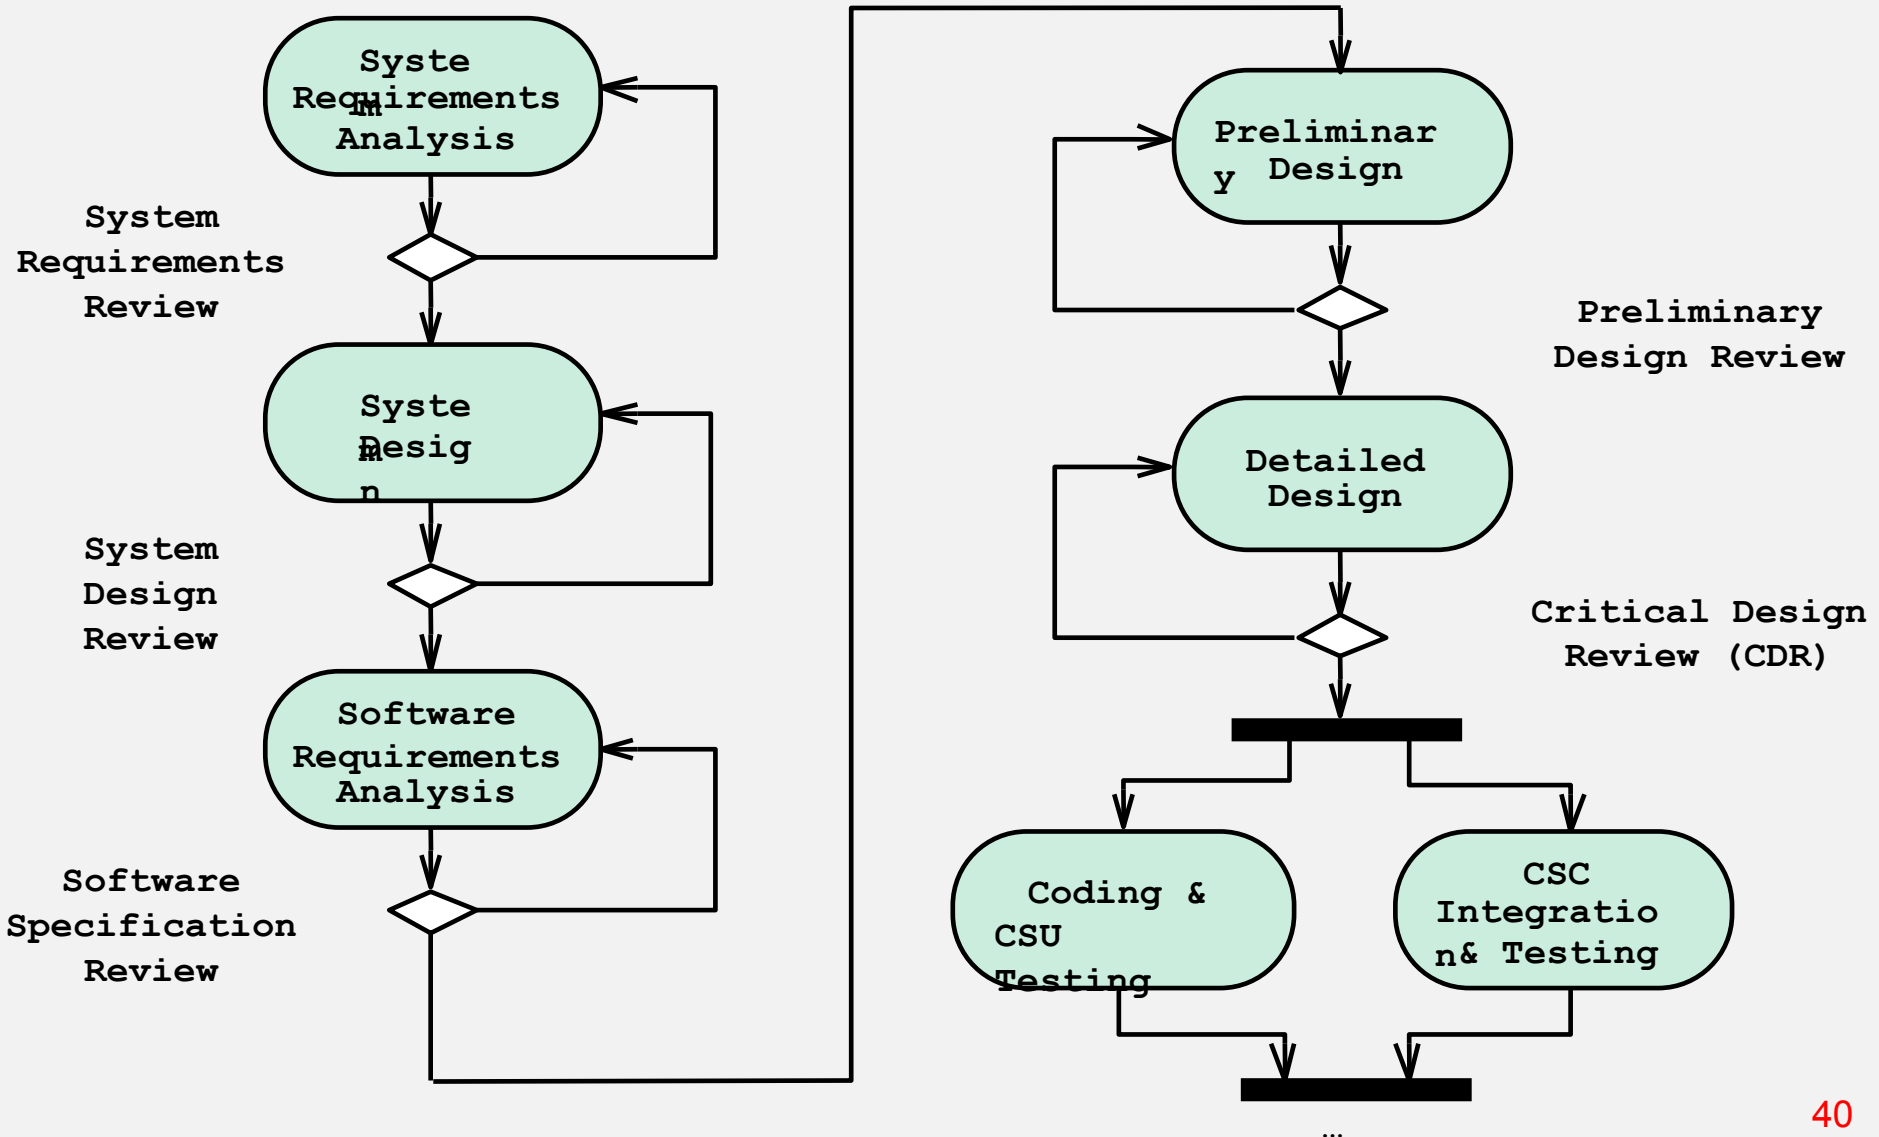 Syste
m
Requirements
Analysis
System
Requirements
Review
Syste
m
Desig
n
System
Design
Review
Software
Requirements
Analysis
Software
Specification
Review
Preliminar
y
Design
Preliminary
Design Review
Detailed
Design
Critical Design
Review (CDR)
Coding &
CSU
Testing
CSC
Integratio
n
& Testing
…
40